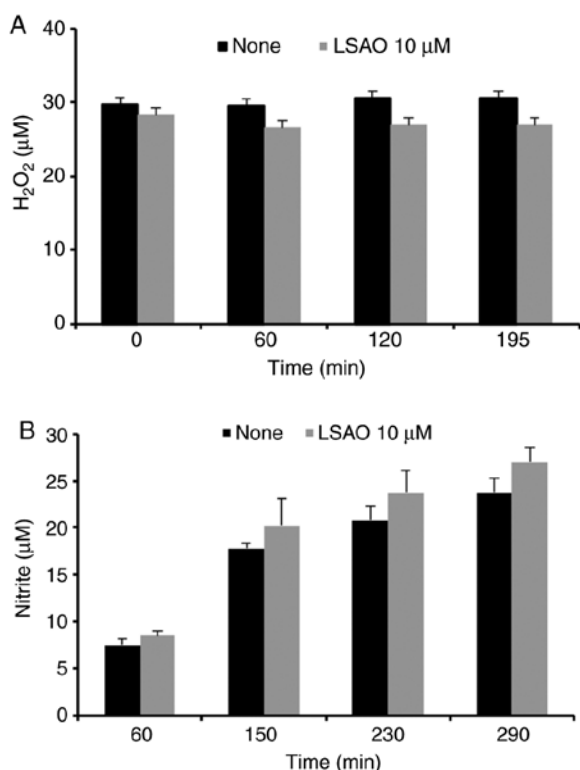 A
None LSAO 10 µM
40
30
20
10
0
H₂O₂ (µM)
0 60 120 195
Time (min)
B
None LSAO 10 µM
30
25
20
15
10
5
0
Nitrite (µM)
60 150 230 290
Time (min)